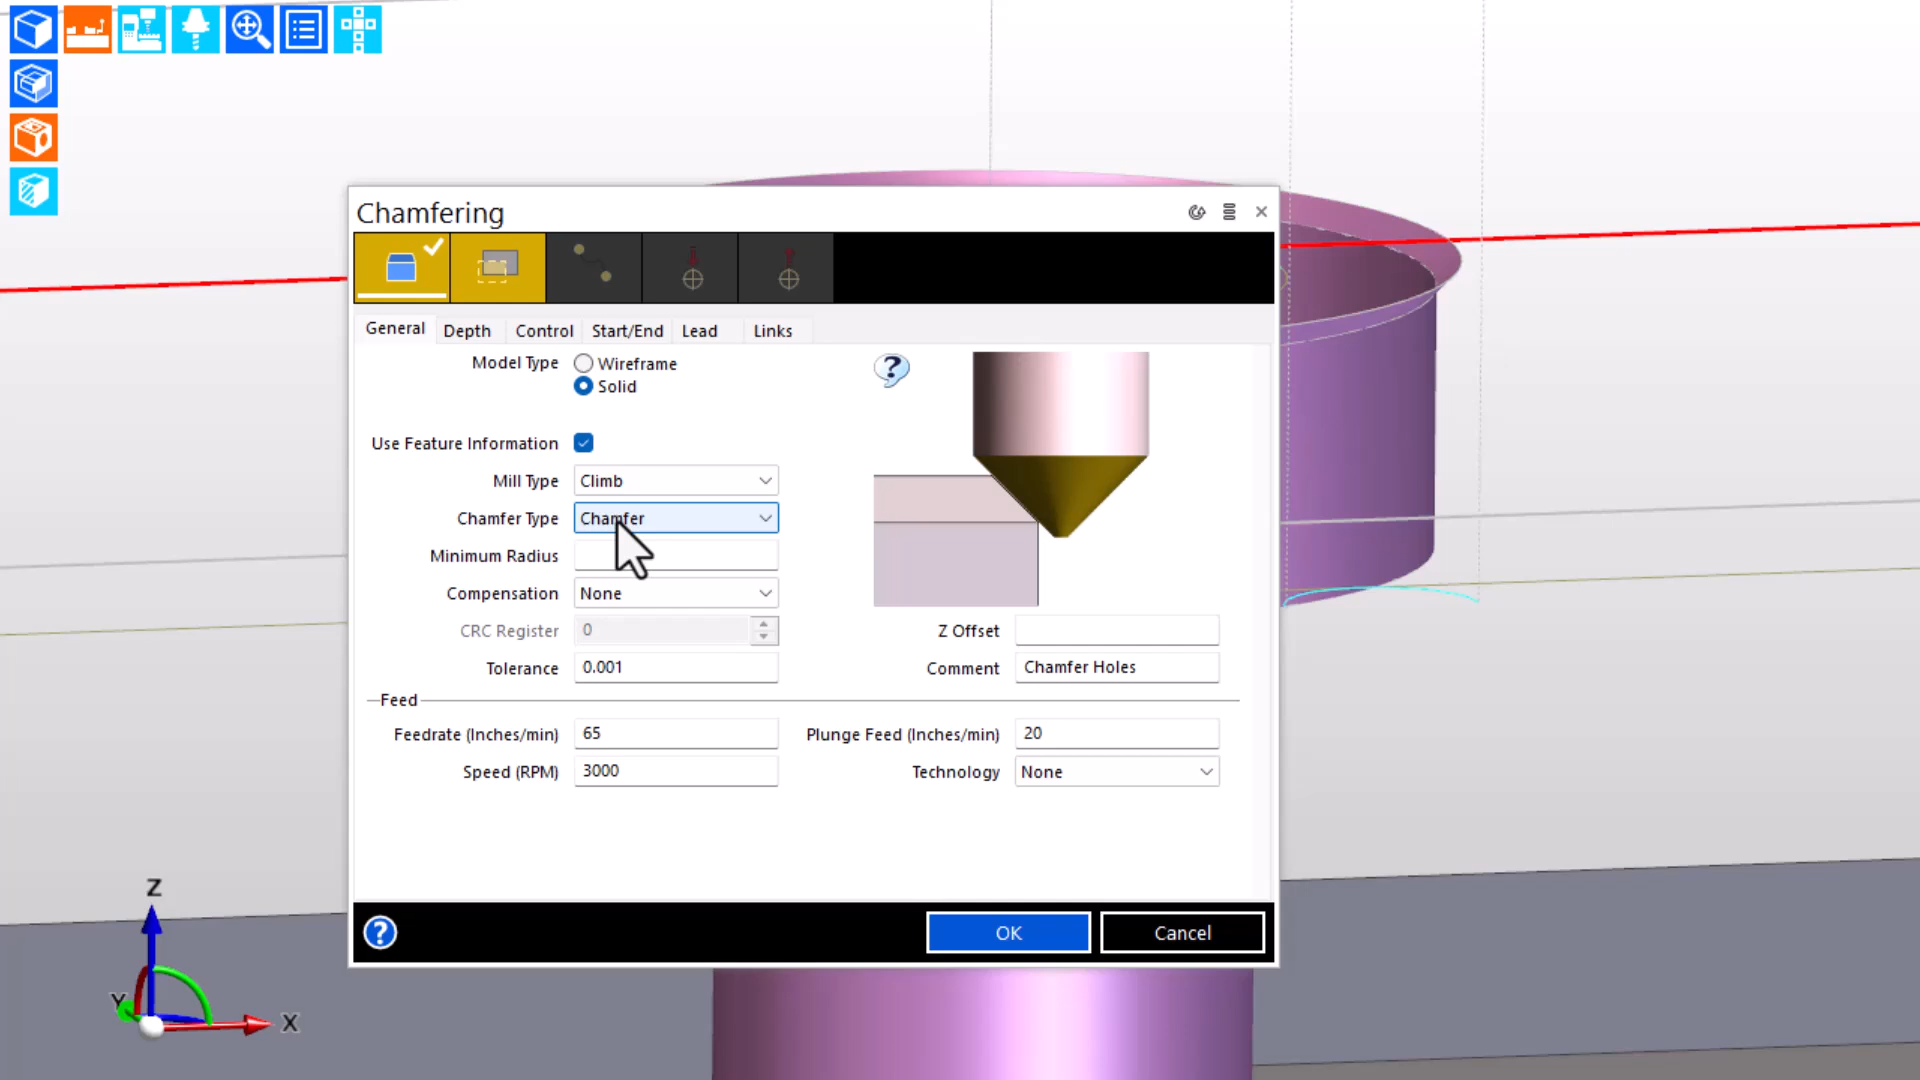 Chamfering
General Depth Control Start/End Lead Links
Model Type Wireframe
Solid
Use Feature Information
Mill Type Climb
Chamfer Type Chamfer
Minimum Radius
Compensation None
CRC Register 0 Z Offset
Tolerance 0.001 Comment Chamfer Holes
Feed
Feedrate (Inches/min) 65 Plunge Feed (Inches/min) 20
Speed (RPM) 3000 Technology None
OK Cancel
Z
Y
X